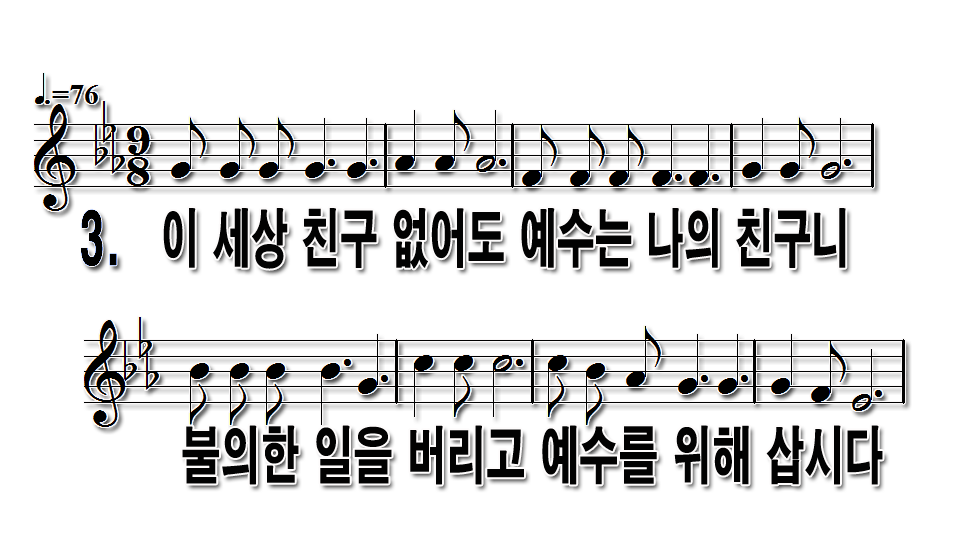 ♩.=76
9
8
3. 이 세상 친구 없어도 예수는 나의 친구니
불의한 일을 버리고 예수를 위해 삽시다